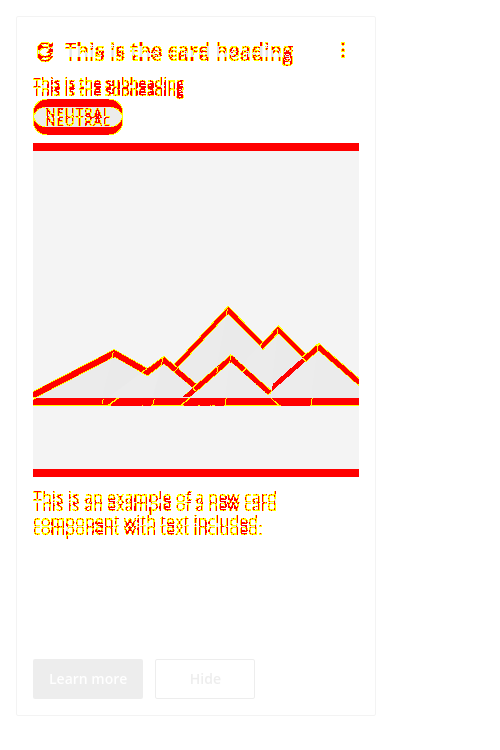 This is the card heading
This is the subheading
NEUTRAL
This is an example of a new card
component with text included.
Learn more
Hide